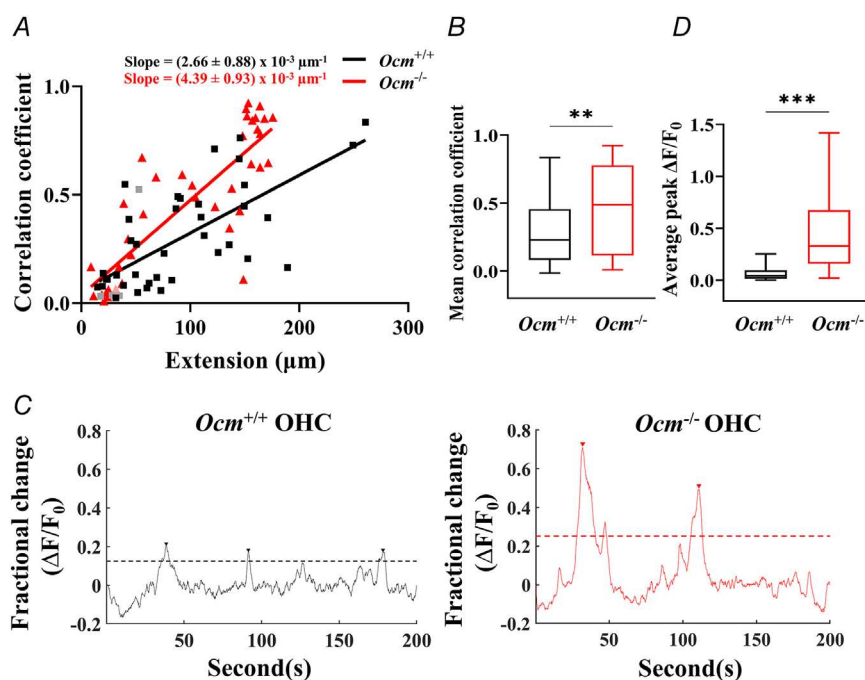 A
Slope = (2.66 ± 0.88) x 10⁻³ µm⁻¹
Slope = (4.39 ± 0.93) x 10⁻³ µm⁻¹
Ocm⁺/⁺
Ocm⁻/⁻
Correlation coefficient
1.0
0.5
0.0
0
100
200
300
Extension (µm)
B
**
Mean correlation cofficient
1.0
0.5
0.0
Ocm⁺/⁺
Ocm⁻/⁻
D
***
Average peak ΔF/F₀
1.5
1.0
0.5
0.0
Ocm⁺/⁺
Ocm⁻/⁻
C
Ocm⁺/⁺ OHC
Fractional change
(ΔF/F₀)
0.8
0.6
0.4
0.2
0
-0.2
0
50
100
150
200
Second(s)
Ocm⁻/⁻ OHC
Fractional change
(ΔF/F₀)
0.8
0.6
0.4
0.2
0
-0.2
0
50
100
150
200
Second(s)